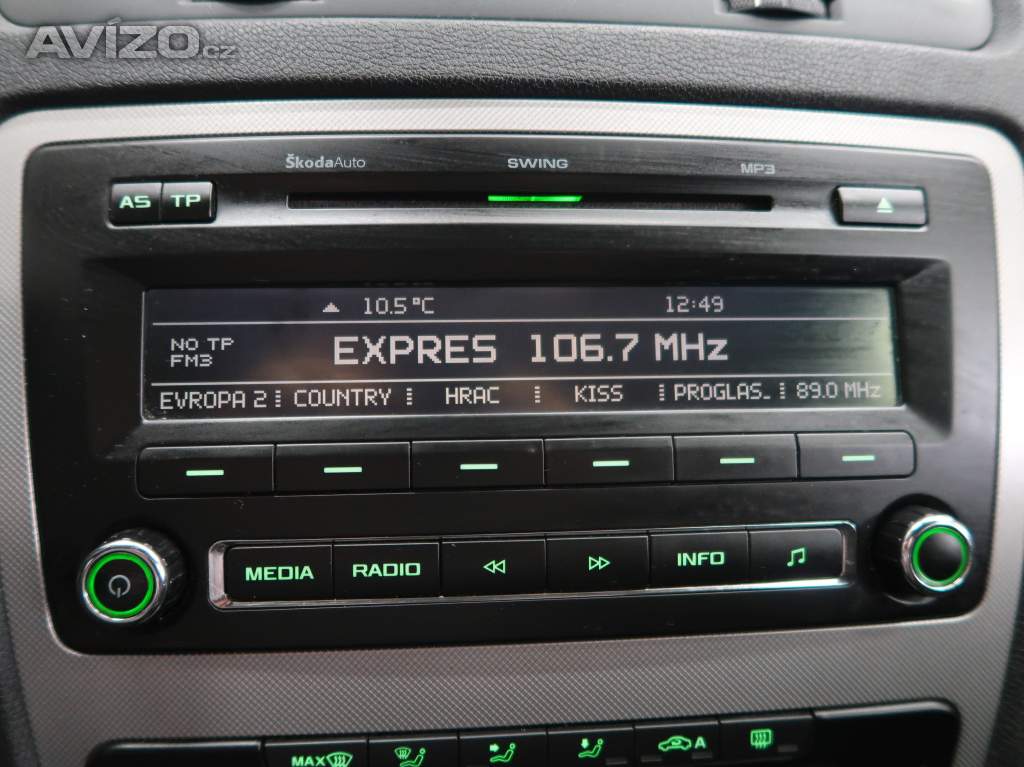 AVÍZO.cz
ŠkodaAuto SWING MP3
AS TP
10.5°C 12:49
NO TP
FM3
EXPRES 106.7 MHz
EVROPA 2 COUNTRY HRAC KISS PROGLAS_ 89.0 MHz
MEDIA RADIO INFO
MAX A